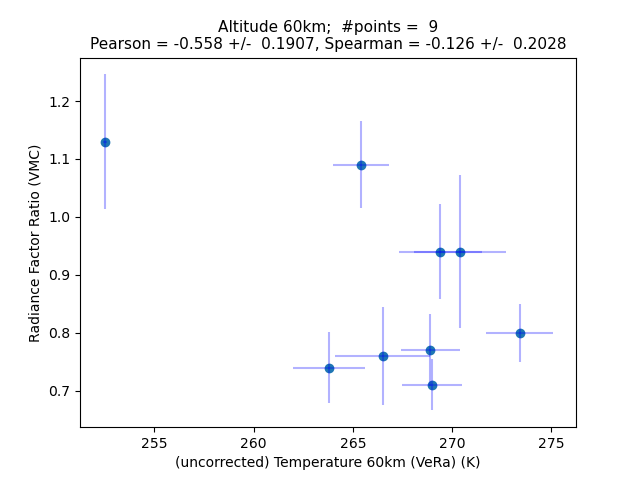 Altitude 60km;  #points =  9
Pearson = -0.558 +/-  0.1907, Spearman = -0.126 +/-  0.2028
1.2
1.1
1.0
0.9
0.8
0.7
Radiance Factor Ratio (VMC)
255 260 265 270 275
(uncorrected) Temperature 60km (VeRa) (K)